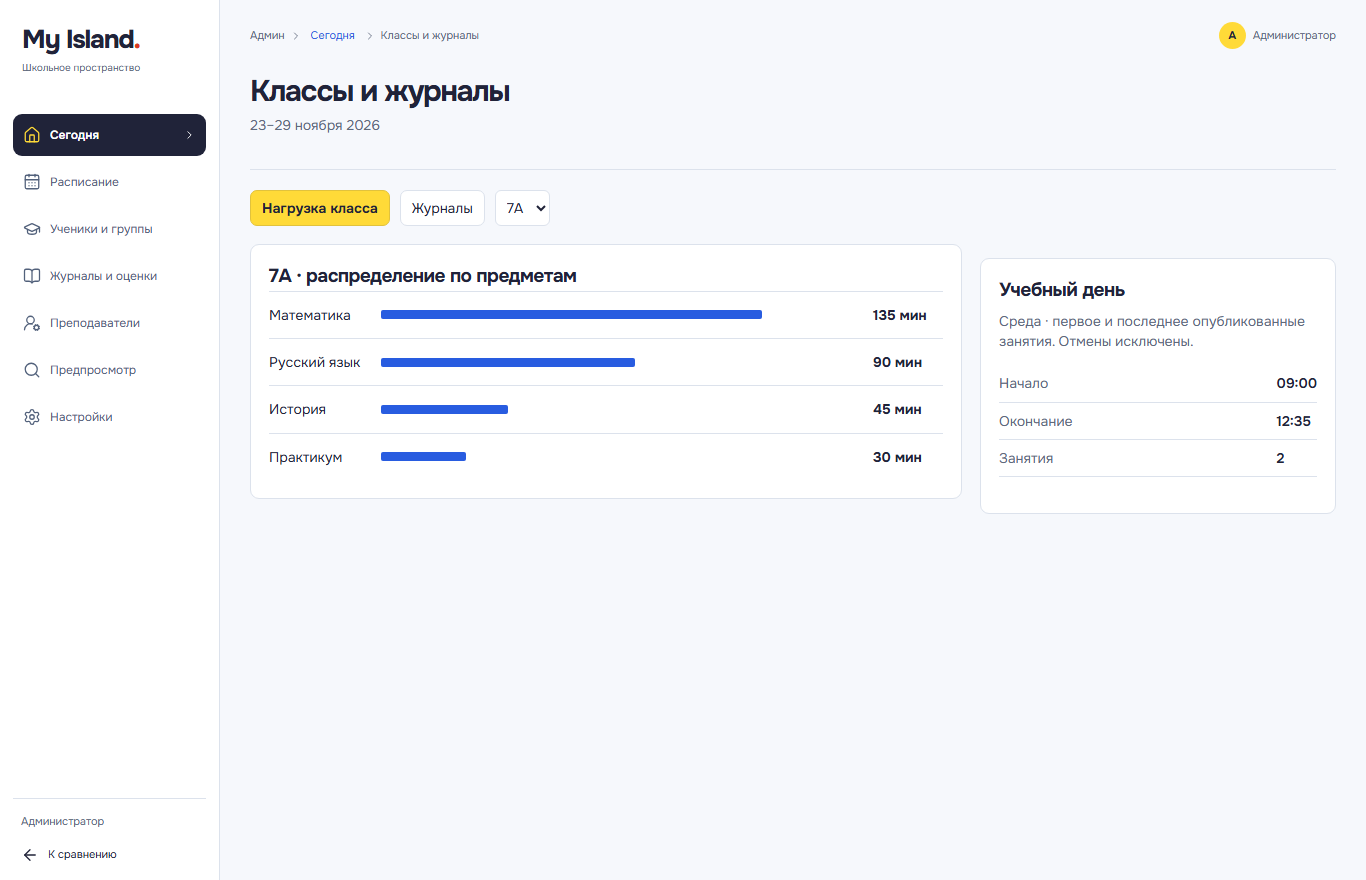 My Island.
Школьное пространство
Сегодня
Расписание
Ученики и группы
Журналы и оценки
Преподаватели
Предпросмотр
Настройки
Администратор
К сравнению
Админ
Сегодня
Классы и журналы
А
Администратор
Классы и журналы
23–29 ноября 2026
Нагрузка класса
Журналы
7А
7А · распределение по предметам
Математика 135 мин
Русский язык 90 мин
История 45 мин
Практикум 30 мин
Учебный день
Среда · первое и последнее опубликованные
занятия. Отмены исключены.
Начало 09:00
Окончание 12:35
Занятия 2